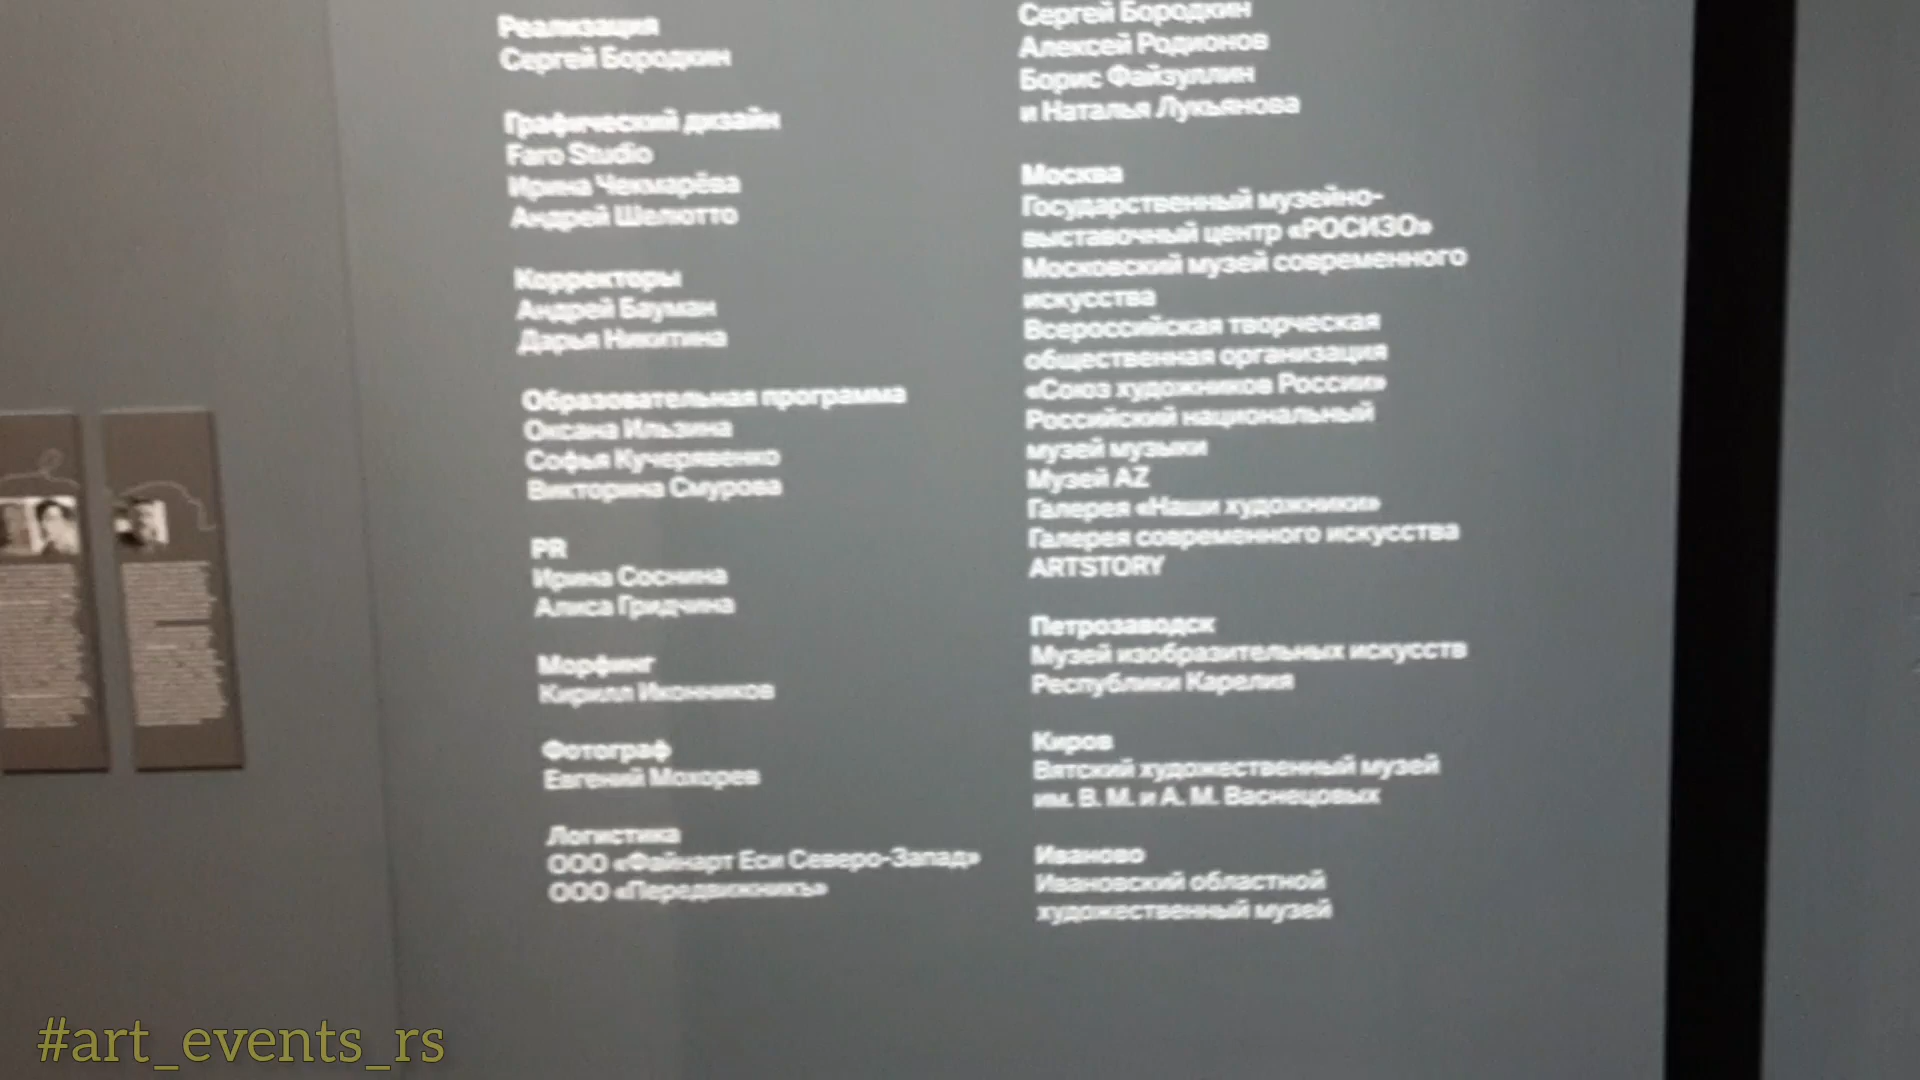 Реализация
Сергей Бородкин
Графический дизайн
Faro Studio
Ирина Чекмарёва
Андрей Шелютто
Корректоры
Андрей Бауман
Дарья Никитина
Образовательная программа
Оксана Ильзина
Софья Кучерявенко
Викторина Смурова
PR
Ирина Соснина
Алиса Гридчина
Морфинг
Кирилл Иконников
Фотограф
Евгений Мохорев
Логистика
ООО «Файнарт Еси Северо-Запад»
ООО «Передвижникъ»
Сергей Бородкин
Алексей Родионов
Борис Файзуллин
и Наталья Лукьянова
Москва
Государственный музейно-
выставочный центр «РОСИЗО»
Московский музей современного
искусства
Всероссийская творческая
общественная организация
«Союз художников России»
Российский национальный
музей музыки
Музей AZ
Галерея «Наши художники»
Галерея современного искусства
ARTSTORY
Петрозаводск
Музей изобразительных искусств
Республики Карелия
Киров
Вятский художественный музей
им. В. М. и А. М. Васнецовых
Иваново
Ивановский областной
художественный музей
#art_events_rs